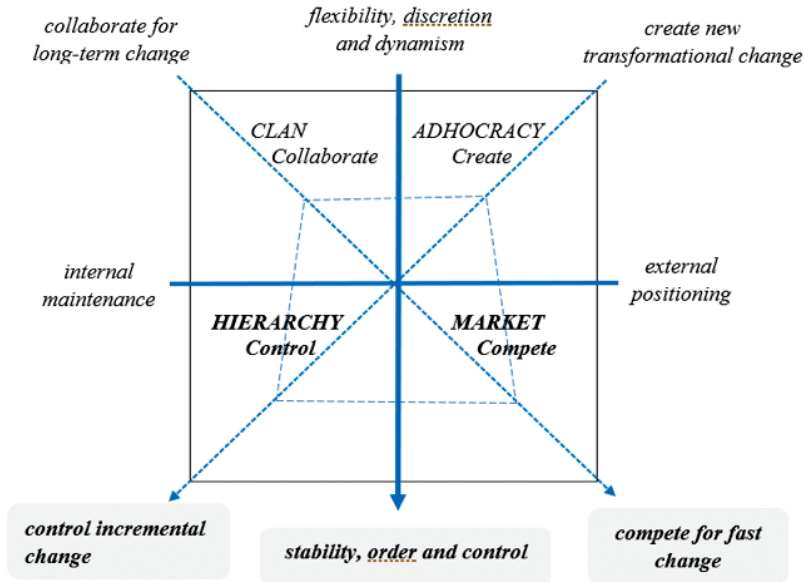 collaborate for
long-term change
flexibility, discretion
and dynamism
create new
transformational change
CLAN
Collaborate
ADHOCRACY
Create
internal
maintenance
external
positioning
HIERARCHY
Control
MARKET
Compete
control incremental
change
stability, order and control
compete for fast
change